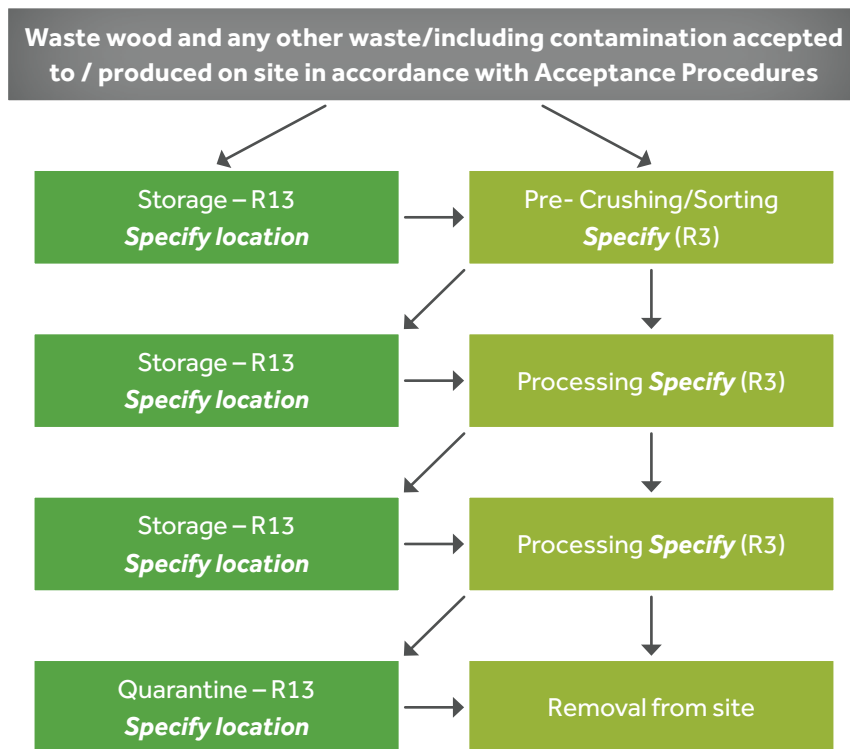 Waste wood and any other waste/including contamination accepted
to / produced on site in accordance with Acceptance Procedures
Storage – R13
Specify location
Pre- Crushing/Sorting
Specify (R3)
Storage – R13
Specify location
Processing Specify (R3)
Storage – R13
Specify location
Processing Specify (R3)
Quarantine – R13
Specify location
Removal from site